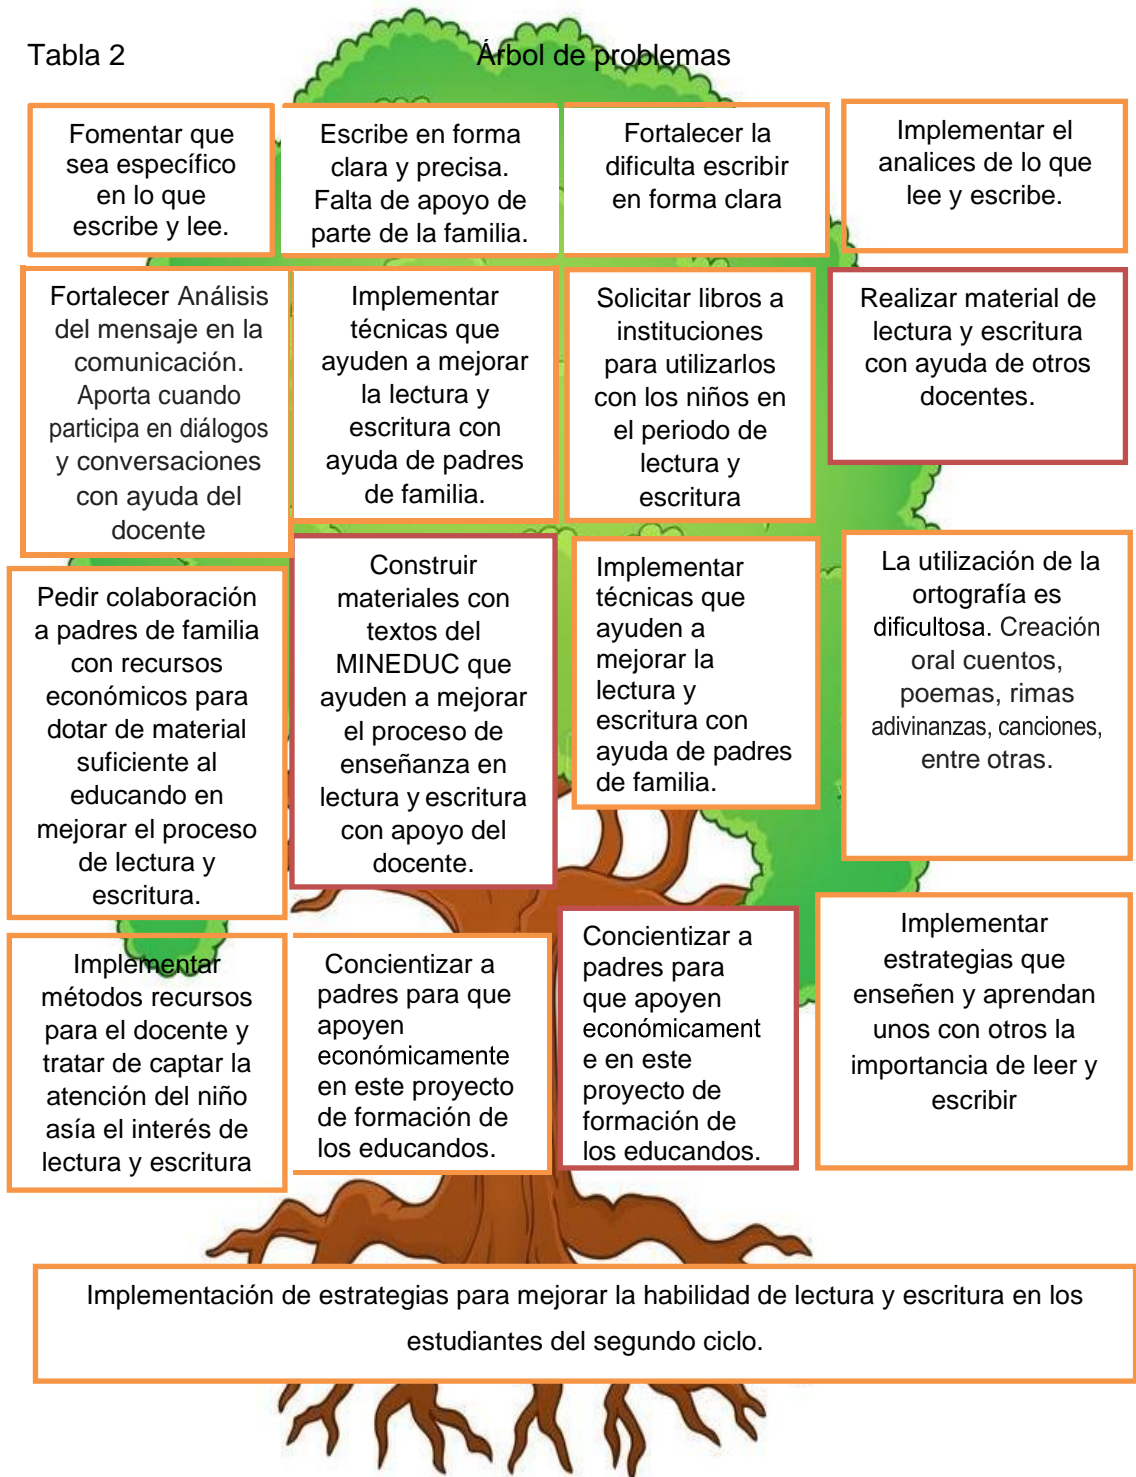 Tabla 2
Árbol de problemas
Fomentar que
sea específico
en lo que
escribe y lee.
Escribe en forma
clara y precisa.
Falta de apoyo de
parte de la familia.
Fortalecer la
dificulta escribir
en forma clara
Implementar el
analices de lo que
lee y escribe.
Fortalecer Análisis
del mensaje en la
comunicación.
Aporta cuando
participa en diálogos
y conversaciones
con ayuda del
docente
Implementar
técnicas que
ayuden a mejorar
la lectura y
escritura con
ayuda de padres
de familia.
Solicitar libros a
instituciones
para utilizarlos
con los niños en
el periodo de
lectura y
escritura
Realizar material de
lectura y escritura
con ayuda de otros
docentes.
Pedir colaboración
a padres de familia
con recursos
económicos para
dotar de material
suficiente al
educando en
mejorar el proceso
de lectura y
escritura.
Construir
materiales con
textos del
MINEDUC que
ayuden a mejorar
el proceso de
enseñanza en
lectura y escritura
con apoyo del
docente.
Implementar
técnicas que
ayuden a
mejorar la
lectura y
escritura con
ayuda de padres
de familia.
La utilización de la
ortografía es
dificultosa. Creación
oral cuentos,
poemas, rimas
adivinanzas, canciones,
entre otras.
Implementar
métodos recursos
para el docente y
tratar de captar la
atención del niño
asía el interés de
lectura y escritura
Concientizar a
padres para que
apoyen
económicamente
en este proyecto
de formación de
los educandos.
Concientizar a
padres para
que apoyen
económicament
e en este
proyecto de
formación de
los educandos.
Implementar
estrategias que
enseñen y aprendan
unos con otros la
importancia de leer y
escribir
Implementación de estrategias para mejorar la habilidad de lectura y escritura en los
estudiantes del segundo ciclo.